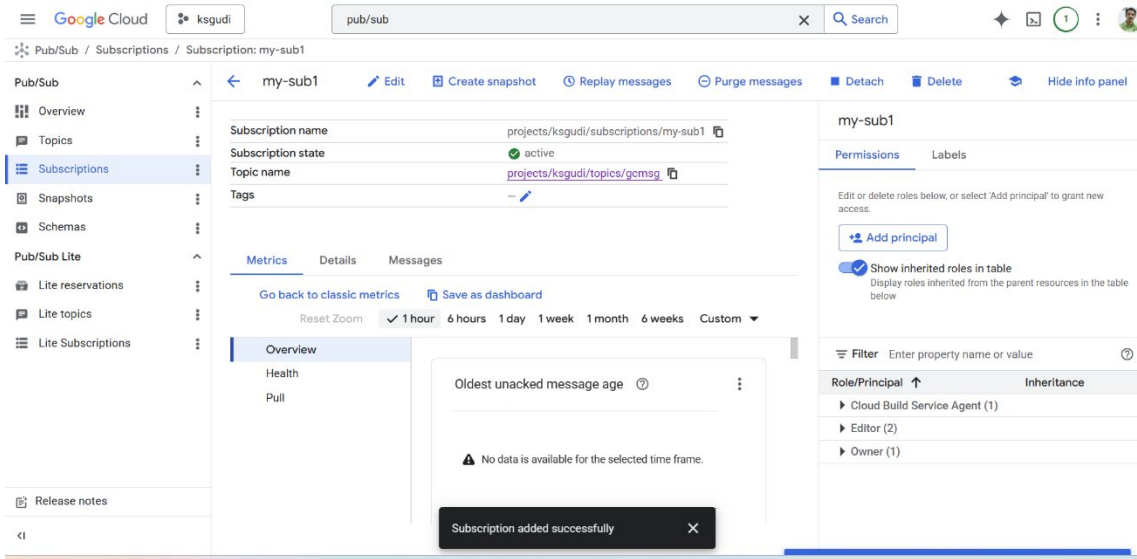 Google Cloud
ksgudi
pub/sub
Search
1
Pub/Sub / Subscriptions / Subscription: my-sub1
Pub/Sub
Overview
Topics
Subscriptions
Snapshots
Schemas
Pub/Sub Lite
Lite reservations
Lite topics
Lite Subscriptions
Release notes
my-sub1
Edit
Create snapshot
Replay messages
Purge messages
Detach
Delete
Hide info panel
Subscription name projects/ksgudi/subscriptions/my-sub1
Subscription state active
Topic name projects/ksgudi/topics/gcmsg
Tags –
Metrics Details Messages
Go back to classic metrics Save as dashboard
Reset Zoom 1 hour 6 hours 1 day 1 week 1 month 6 weeks Custom
Overview
Health
Pull
Oldest unacked message age
No data is available for the selected time frame.
Subscription added successfully
my-sub1
Permissions Labels
Edit or delete roles below, or select 'Add principal' to grant new
access.
Add principal
Show inherited roles in table
Display roles inherited from the parent resources in the table
below
Filter Enter property name or value
Role/Principal Inheritance
Cloud Build Service Agent (1)
Editor (2)
Owner (1)